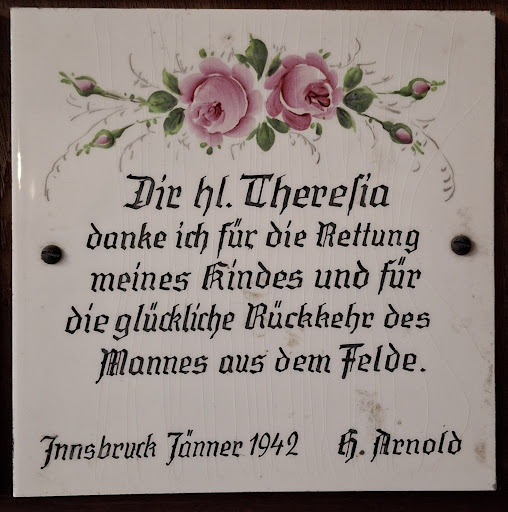 Dir hl. Theresia
danke ich für die Rettung
meines Kindes und für
die glückliche Rückkehr des
Mannes aus dem Felde.
Innsbruck Jänner 1942 H. Arnold